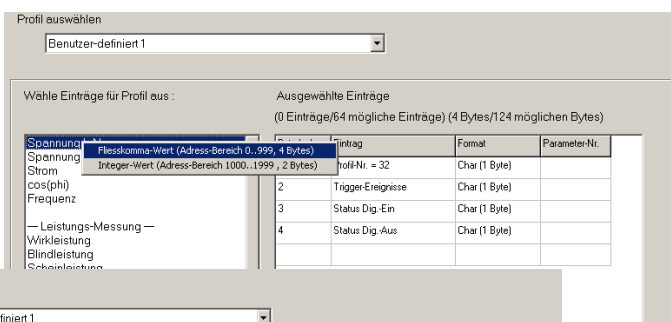 Profil auswählen
Benutzer-definiert 1
Wähle Einträge für Profil aus :
Ausgewählte Einträge
(0 Einträge/64 mögliche Einträge) (4 Bytes/124 möglichen Bytes)
Spannung
Spannung
Strom
cos(phi)
Frequenz
— Leistungs-Messung —
Wirkleistung
Blindleistung
Scheinleistung
Fliesskomma-Wert (Adress-Bereich 0..999, 4 Bytes)
Integer-Wert (Adress-Bereich 1000..1999 , 2 Bytes)
Eintrag Format Parameter-Nr.
Profil-Nr. = 32 Char (1 Byte)
2 Trigger-Ereignisse Char (1 Byte)
3 Status Dig.-Ein Char (1 Byte)
4 Status Dig.-Aus Char (1 Byte)
finiert 1